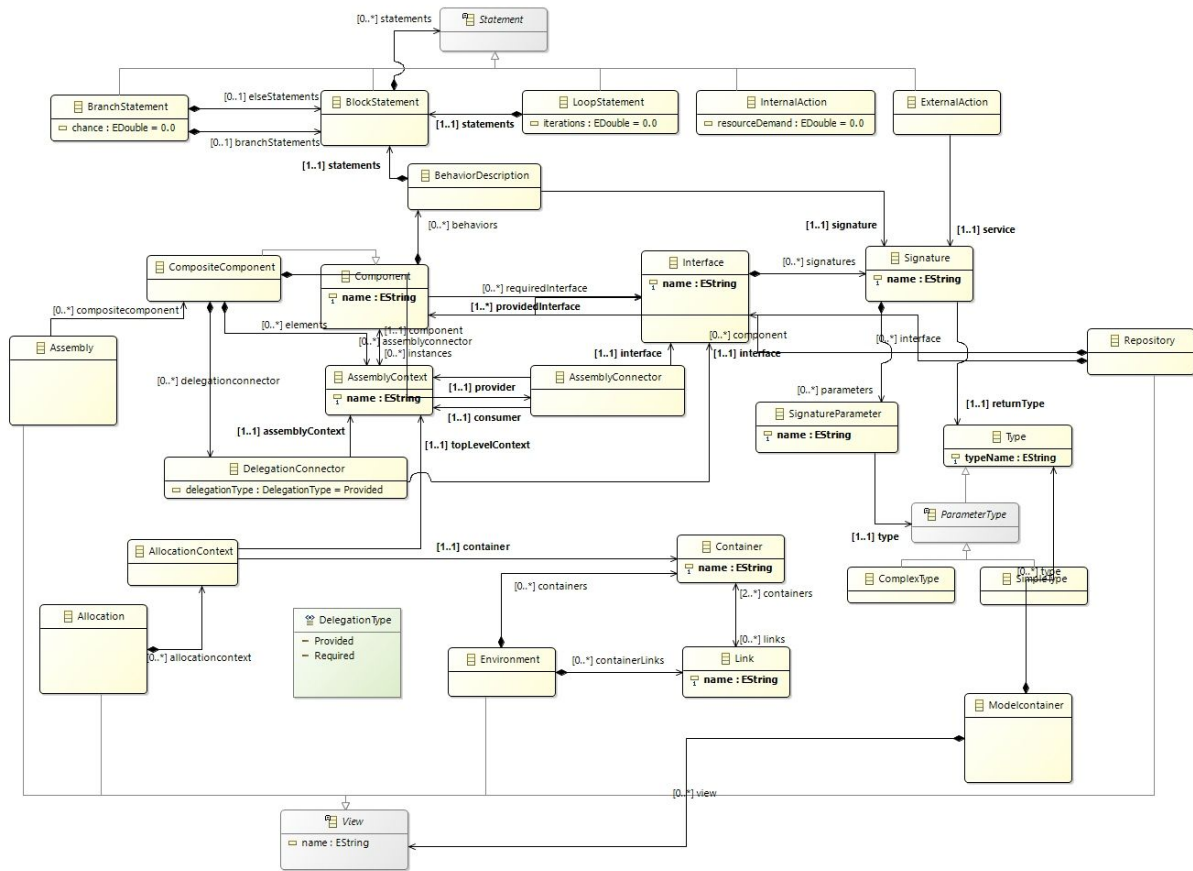 [0..*] statements
Statement
BranchStatement
chance : EDouble = 0.0
[0..1] elseStatements
[0..1] branchStatements
BlockStatement
[1..1] statements
LoopStatement
iterations : EDouble = 0.0
InternalAction
resourceDemand : EDouble = 0.0
ExternalAction
[1..1] statements
BehaviorDescription
[0..*] behaviors
[1..1] signature
[1..1] service
CompositeComponent
Component
name : EString
[0..*] requiredInterface
[1..*] providedInterface
Interface
name : EString
[0..*] signatures
Signature
name : EString
[0..*] compositecomponent
[0..*] elements
[1..1] component
[0..*] assemblyconnector
[0..*] instances
[0..*] component
[0..*] interface
[1..1] interface
[1..1] interface
Repository
Assembly
[0..*] delegationconnector
AssemblyContext
name : EString
[1..1] provider
[1..1] consumer
AssemblyConnector
[0..*] parameters
SignatureParameter
name : EString
[1..1] returnType
[1..1] assemblyContext
[1..1] topLevelContext
Type
typeName : EString
DelegationConnector
delegationType : DelegationType = Provided
ParameterType
[1..1] type
AllocationContext
[1..1] container
Container
name : EString
[0..*] containers
[2..*] containers
ComplexType
SimpleType
[0..*] type
Allocation
[0..*] allocationcontext
DelegationType
Provided
Required
[0..*] links
Environment
[0..*] containerLinks
Link
name : EString
Modelcontainer
[0..*] view
View
name : EString